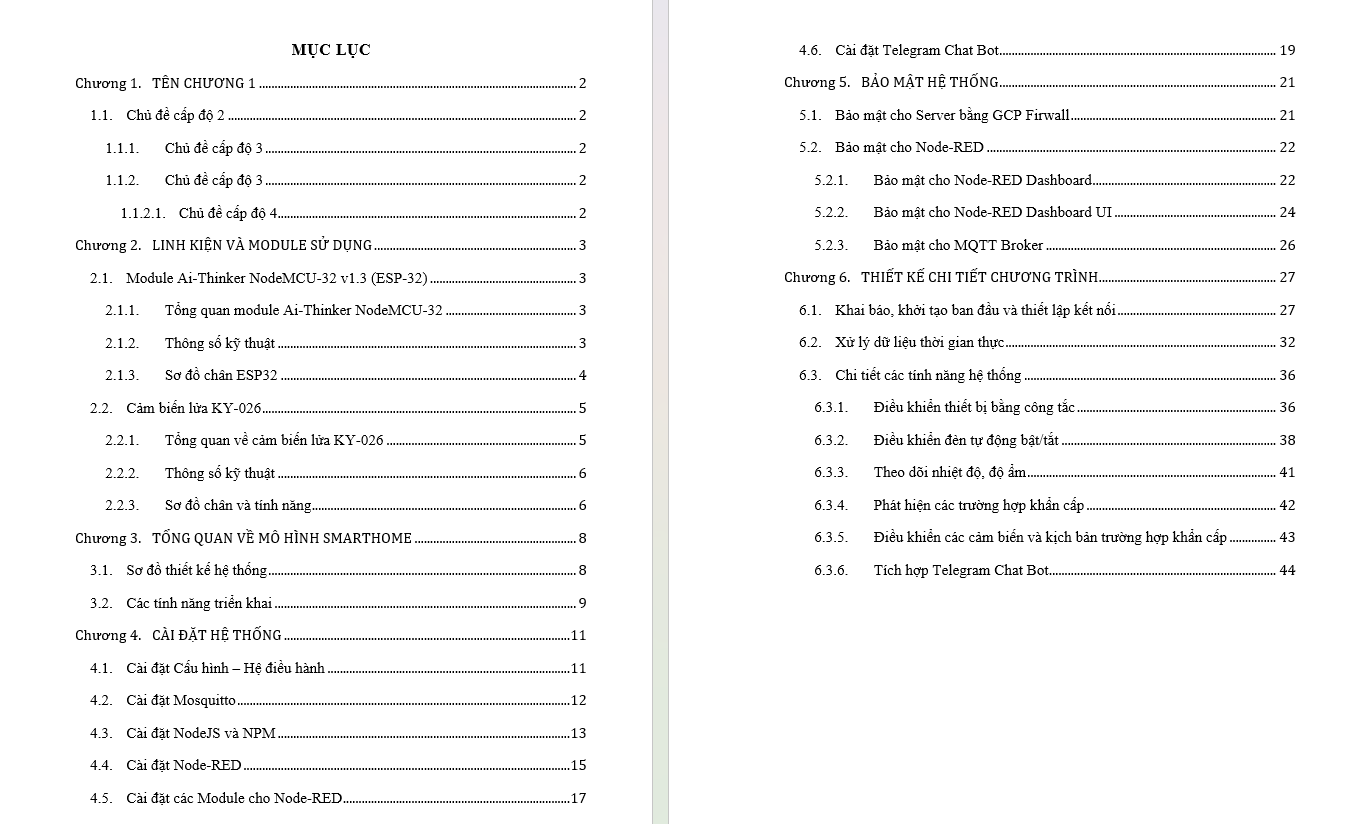 MỤC LỤC
Chương 1. TÊN CHƯƠNG 1 2
1.1. Chủ đề cấp độ 2 2
1.1.1. Chủ đề cấp độ 3 2
1.1.2. Chủ đề cấp độ 3 2
1.1.2.1. Chủ đề cấp độ 4 2
Chương 2. LINH KIỆN VÀ MODULE SỬ DỤNG 3
2.1. Module Ai-Thinker NodeMCU-32 v1.3 (ESP-32) 3
2.1.1. Tổng quan module Ai-Thinker NodeMCU-32 3
2.1.2. Thông số kỹ thuật 3
2.1.3. Sơ đồ chân ESP32 4
2.2. Cảm biến lửa KY-026 5
2.2.1. Tổng quan về cảm biến lửa KY-026 5
2.2.2. Thông số kỹ thuật 6
2.2.3. Sơ đồ chân và tính năng 6
Chương 3. TỔNG QUAN VỀ MÔ HÌNH SMARTHOME 8
3.1. Sơ đồ thiết kế hệ thống 8
3.2. Các tính năng triển khai 9
Chương 4. CÀI ĐẶT HỆ THỐNG 11
4.1. Cài đặt Cấu hình – Hệ điều hành 11
4.2. Cài đặt Mosquitto 12
4.3. Cài đặt NodeJS và NPM 13
4.4. Cài đặt Node-RED 15
4.5. Cài đặt các Module cho Node-RED 17
4.6. Cài đặt Telegram Chat Bot 19
Chương 5. BẢO MẬT HỆ THỐNG 21
5.1. Bảo mật cho Server bằng GCP Firwall 21
5.2. Bảo mật cho Node-RED 22
5.2.1. Bảo mật cho Node-RED Dashboard 22
5.2.2. Bảo mật cho Node-RED Dashboard UI 24
5.2.3. Bảo mật cho MQTT Broker 26
Chương 6. THIẾT KẾ CHI TIẾT CHƯƠNG TRÌNH 27
6.1. Khai báo, khởi tạo ban đầu và thiết lập kết nối 27
6.2. Xử lý dữ liệu thời gian thực 32
6.3. Chi tiết các tính năng hệ thống 36
6.3.1. Điều khiển thiết bị bằng công tắc 36
6.3.2. Điều khiển đèn tự động bật/tắt 38
6.3.3. Theo dõi nhiệt độ, độ ẩm 41
6.3.4. Phát hiện các trường hợp khẩn cấp 42
6.3.5. Điều khiển các cảm biến và kịch bản trường hợp khẩn cấp 43
6.3.6. Tích hợp Telegram Chat Bot 44